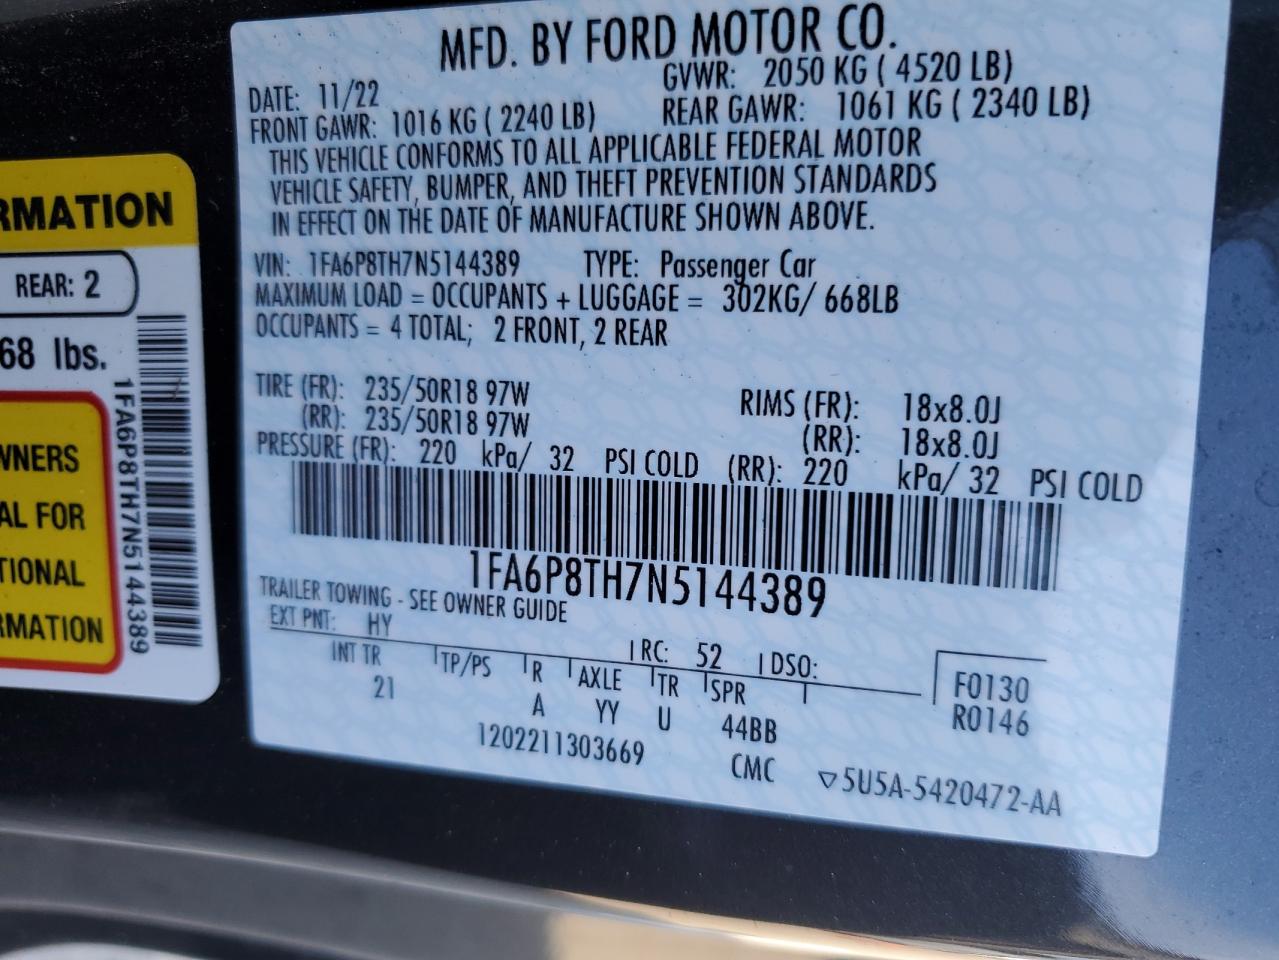 RMATION
REAR: 2
68 lbs.
WNERS
AL FOR
TIONAL
RMATION
1FA6P8TH7N5144389
MFD. BY FORD MOTOR CO.
DATE: 11/22 GVWR: 2050 KG ( 4520 LB)
FRONT GAWR: 1016 KG ( 2240 LB) REAR GAWR: 1061 KG ( 2340 LB)
THIS VEHICLE CONFORMS TO ALL APPLICABLE FEDERAL MOTOR
VEHICLE SAFETY, BUMPER, AND THEFT PREVENTION STANDARDS
IN EFFECT ON THE DATE OF MANUFACTURE SHOWN ABOVE.
VIN: 1FA6P8TH7N5144389 TYPE: Passenger Car
MAXIMUM LOAD = OCCUPANTS + LUGGAGE = 302KG/ 668LB
OCCUPANTS = 4 TOTAL; 2 FRONT, 2 REAR
TIRE (FR): 235/50R18 97W RIMS (FR): 18x8.0J
(RR): 235/50R18 97W (RR): 18x8.0J
PRESSURE (FR): 220 kPa/ 32 PSI COLD (RR): 220 kPa/ 32 PSI COLD
1FA6P8TH7N5144389
TRAILER TOWING - SEE OWNER GUIDE
EXT PNT: HY RC: 52 DSO:
INT TR TP/PS R AXLE TR SPR F0130
21 A YY U 44BB R0146
1202211303669 CMC ▽5U5A-5420472-AA